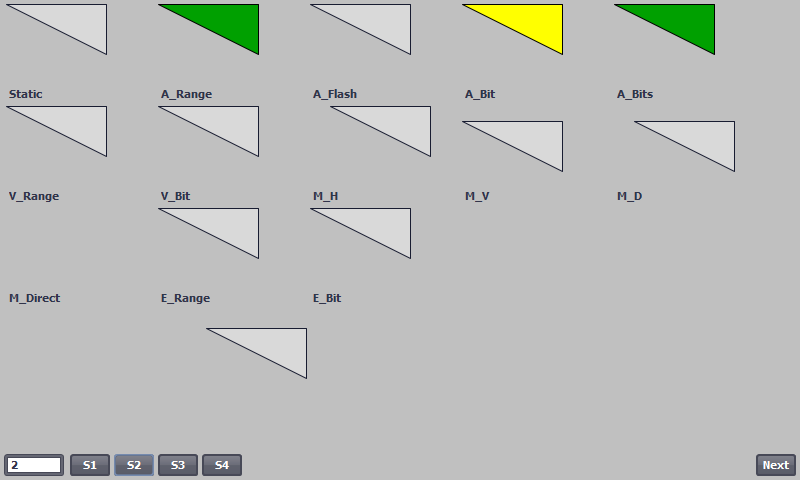 Static A_Range A_Flash A_Bit A_Bits
V_Range V_Bit M_H M_V M_D
M_Direct E_Range E_Bit
2 S1 S2 S3 S4 Next